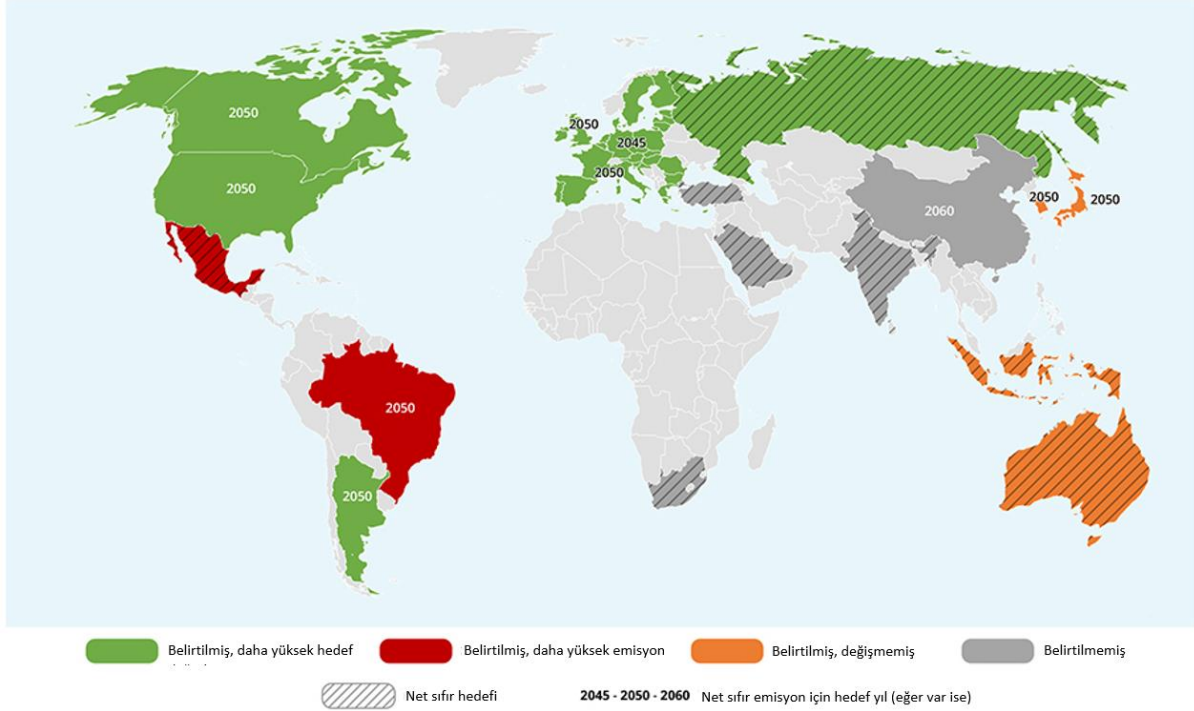 2050
2050
2050
2045
2050
2060
2050
2050
2050
2050
Belirtilmiş, daha yüksek hedef
Belirtilmiş, daha yüksek emisyon
Belirtilmiş, değişmemiş
Belirtilmemiş
Net sıfır hedefi
2045 - 2050 - 2060 Net sıfır emisyon için hedef yıl (eğer var ise)